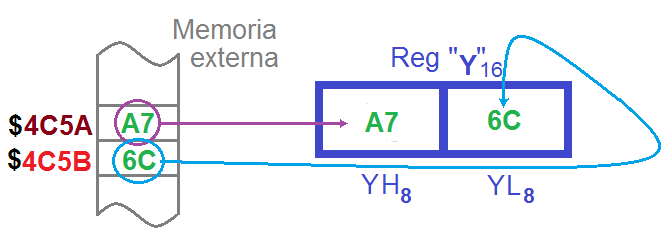 Memoria
externa
Reg "Y"16
$4C5A A7 A7 6C
$4C5B 6C
YH8 YL8